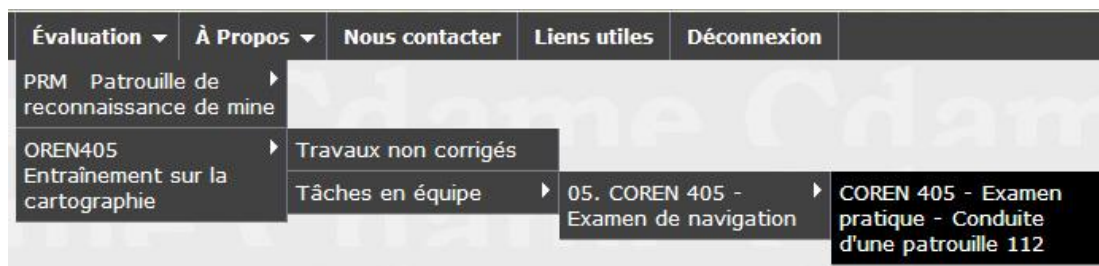 Évaluation À Propos Nous contacter Liens utiles Déconnexion
PRM Patrouille de
reconnaissance de mine
OREN405
Entraînement sur la
cartographie
Travaux non corrigés
Tâches en équipe
05. COREN 405 -
Examen de navigation
COREN 405 - Examen
pratique - Conduite
d'une patrouille 112
Cdame Cdam